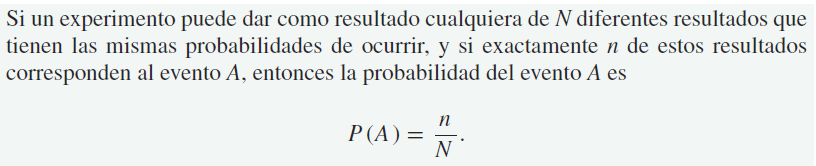 Si un experimento puede dar como resultado cualquiera de N diferentes resultados que
tienen las mismas probabilidades de ocurrir, y si exactamente n de estos resultados
corresponden al evento A, entonces la probabilidad del evento A es
P(A) = n/N.